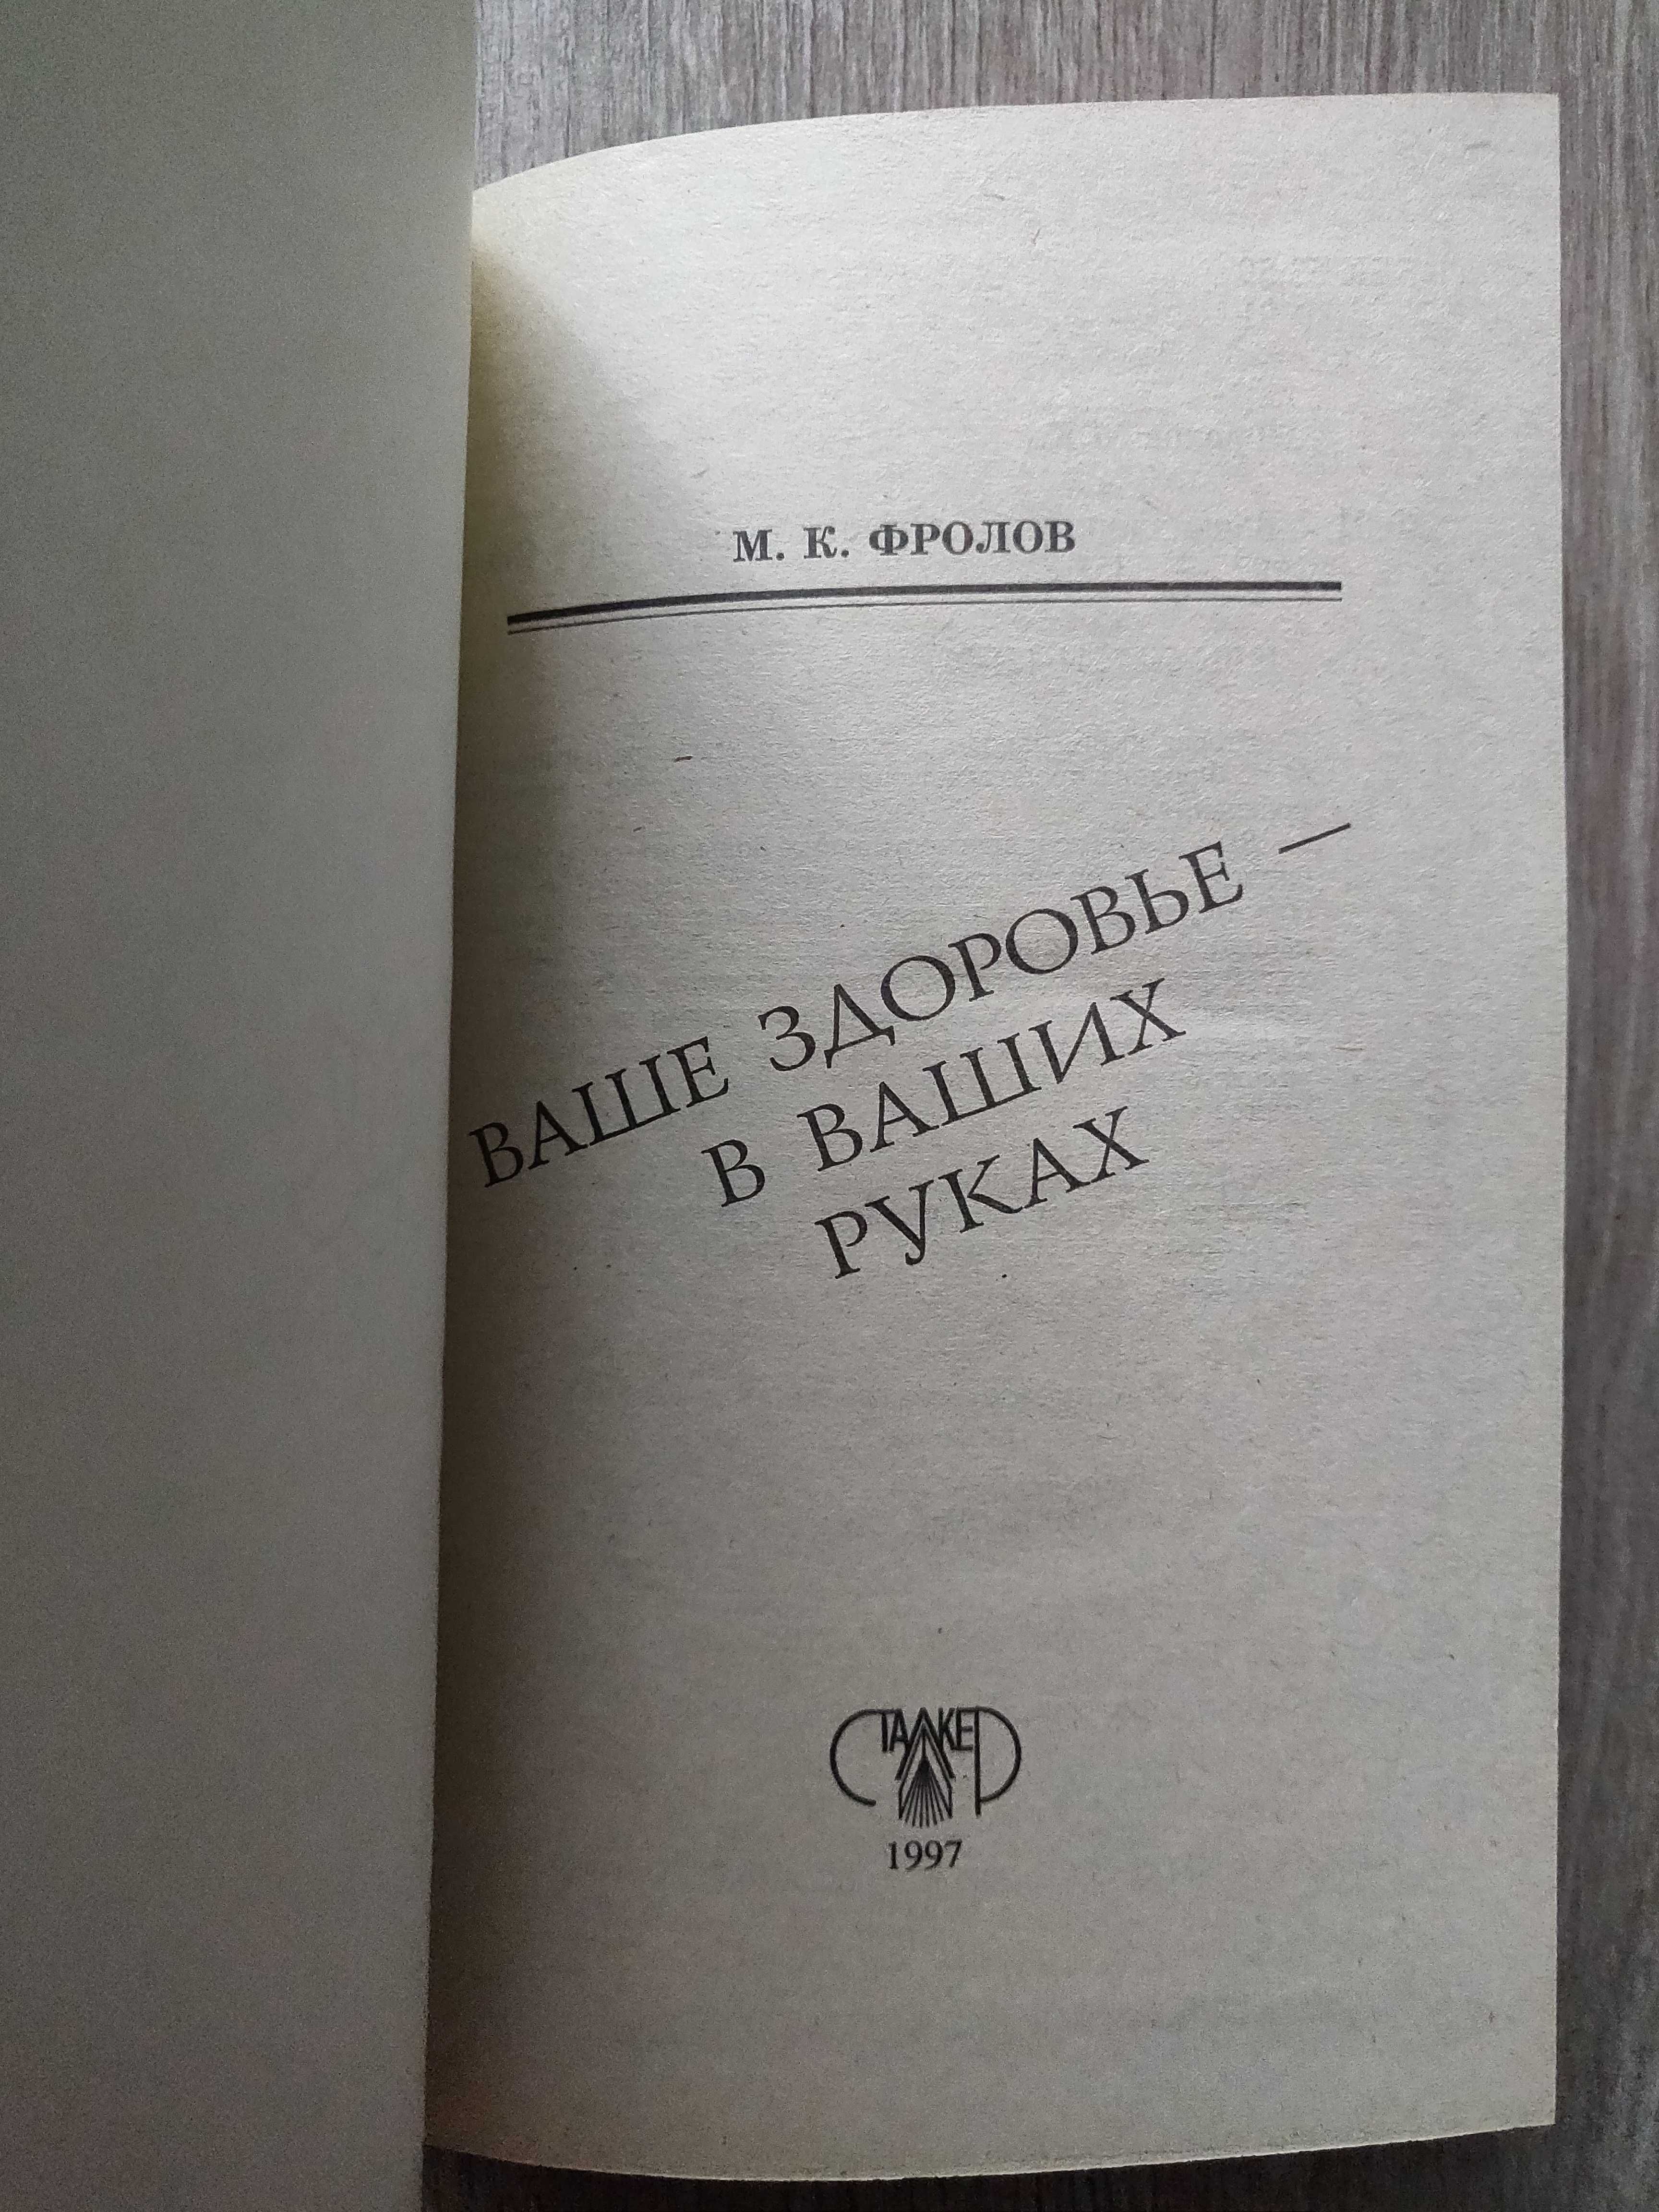 М. К. ФРОЛОВ
ВАШЕ ЗДОРОВЬЕ —
В ВАШИХ
РУКАХ
СТАЛКЕР
1997